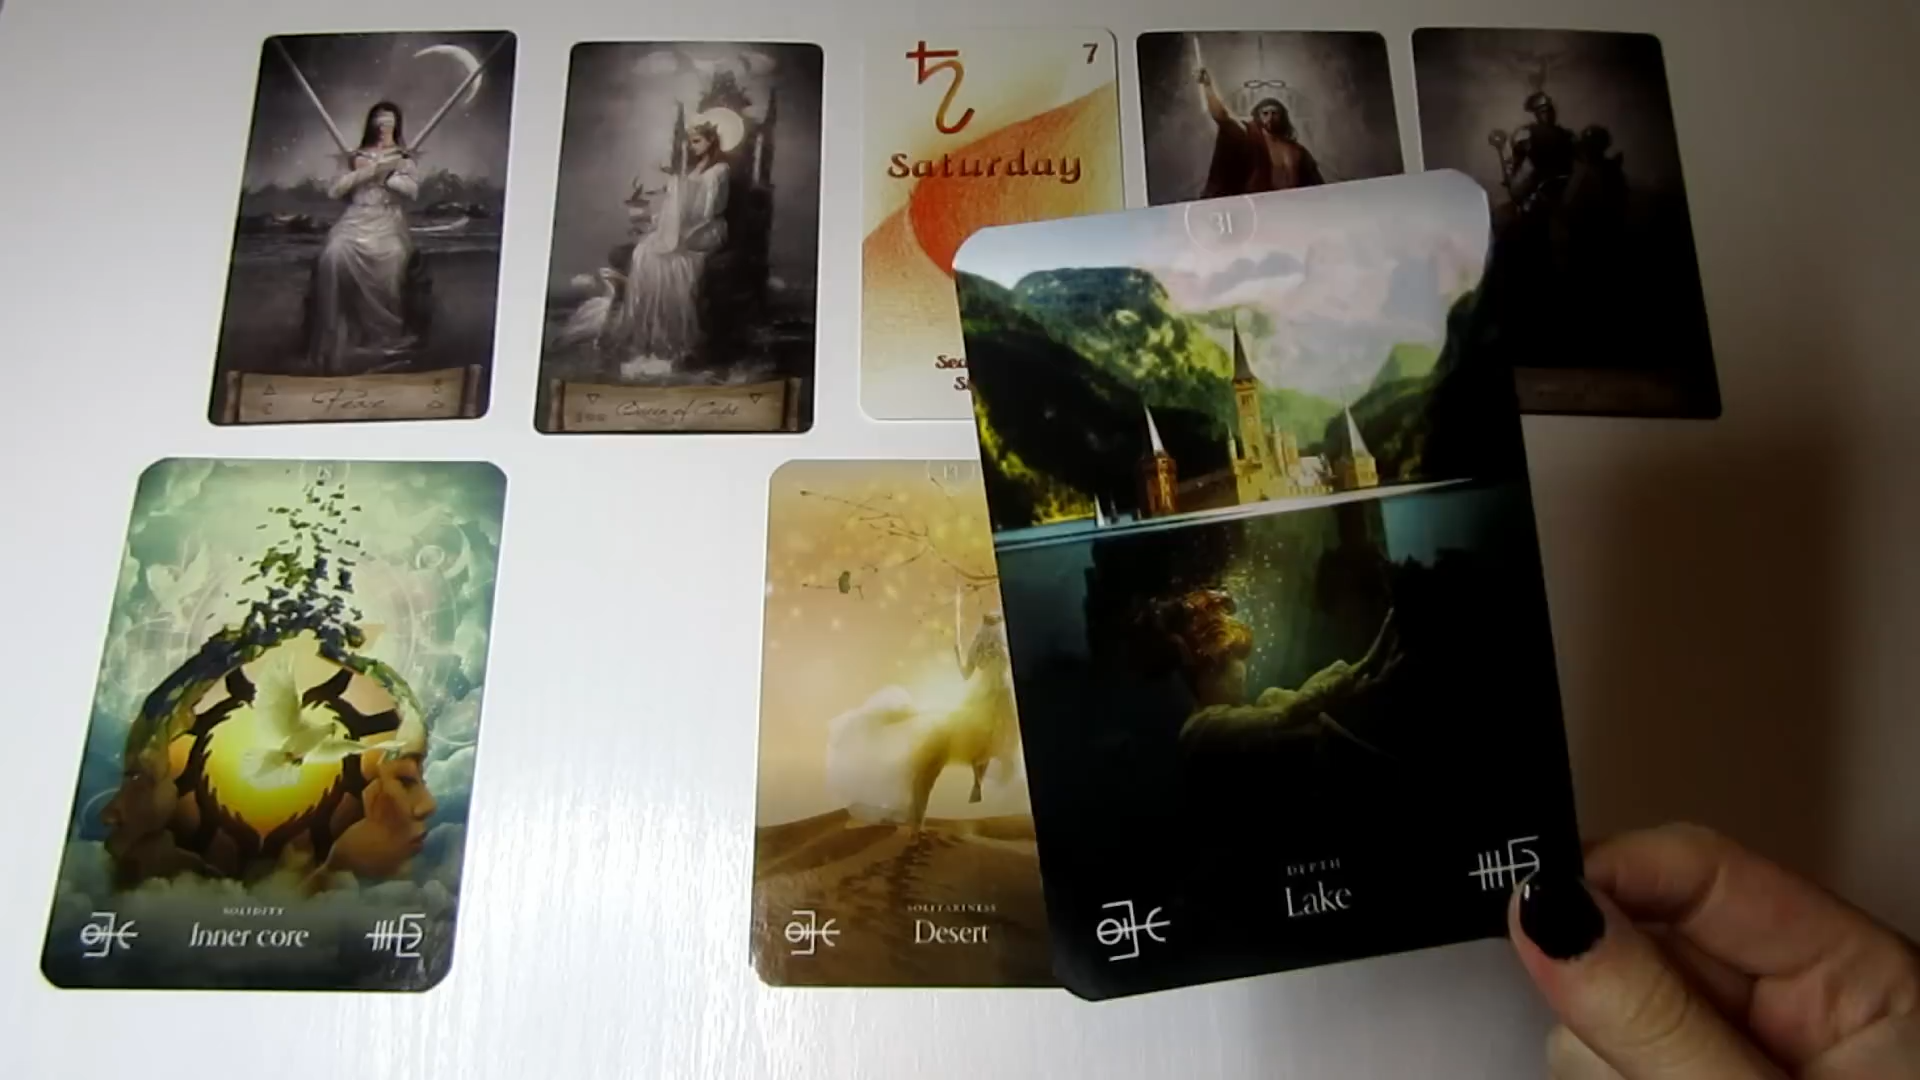 Peace
Queen of Cups
7
Saturday
31
DEPTH
Lake
SOLIDITY
Inner core
SOLITARINESS
Desert